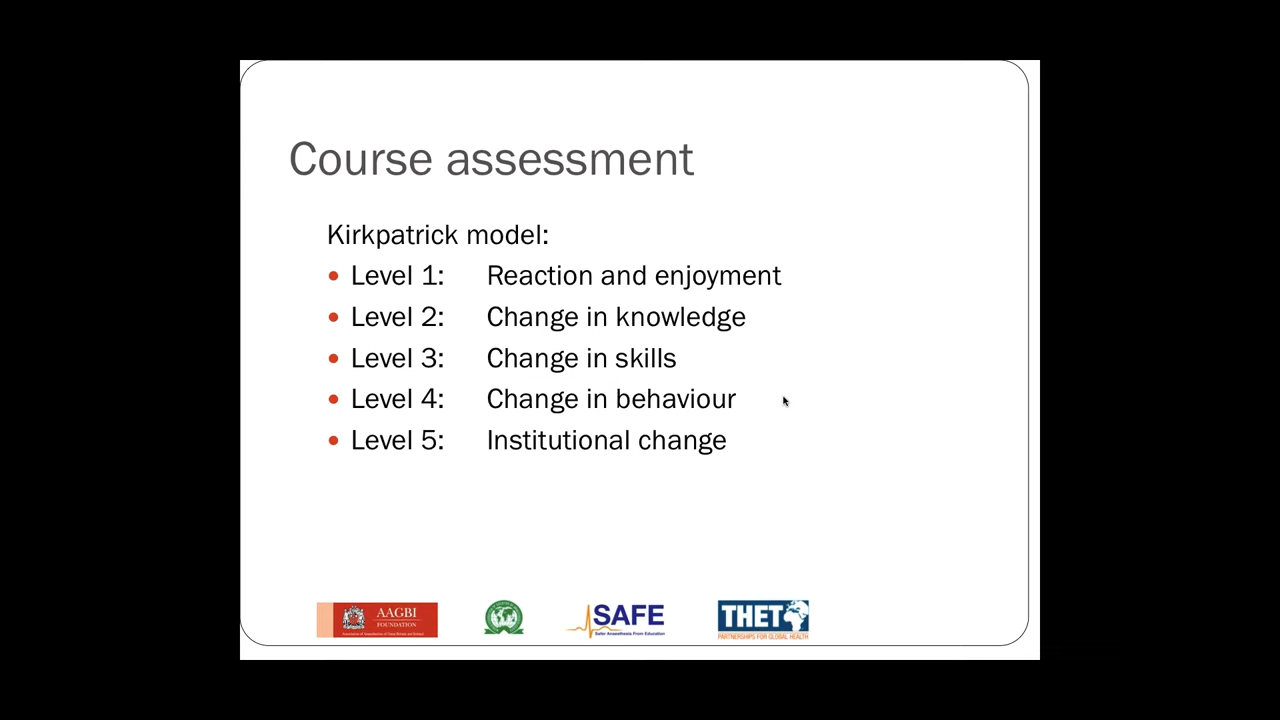 Course assessment
Kirkpatrick model:
• Level 1: Reaction and enjoyment
• Level 2: Change in knowledge
• Level 3: Change in skills
• Level 4: Change in behaviour
• Level 5: Institutional change
AAGBI
FOUNDATION
SAFE
Safer Anaesthesia From Education
THET
PARTNERSHIPS FOR GLOBAL HEALTH